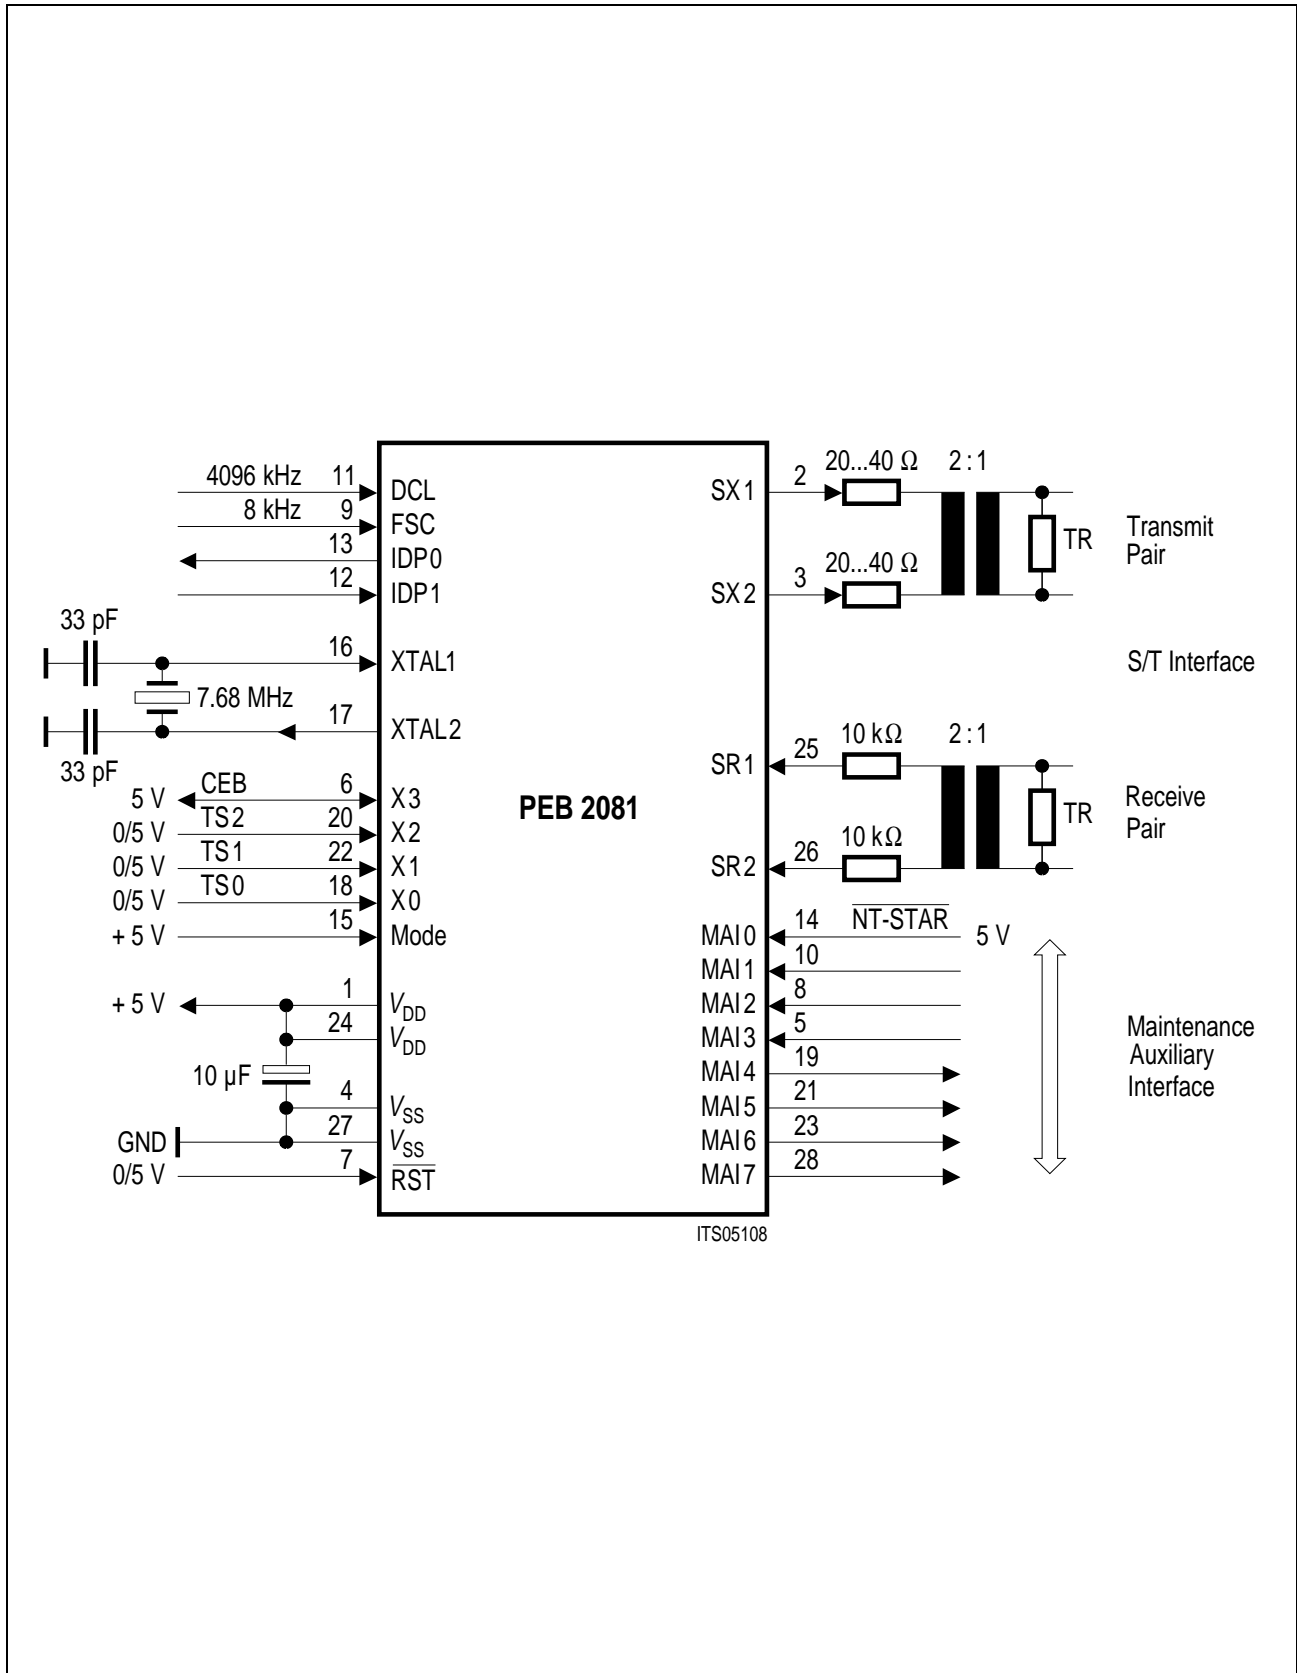 4096 kHz 11 DCL
8 kHz 9 FSC
13 IDP0
12 IDP1
33 pF
16 XTAL1
7.68 MHz
17 XTAL2
33 pF
5 V CEB 6 X3
0/5 V TS2 20 X2
0/5 V TS1 22 X1
0/5 V TS0 18 X0
+ 5 V 15 Mode
+ 5 V 1 VDD
24 VDD
10 µF
4 VSS
GND 27 VSS
0/5 V 7 RST
PEB 2081
SX1 2 20...40 Ω 2 : 1
TR
Transmit
Pair
SX2 3 20...40 Ω
S/T Interface
SR1 25 10 kΩ 2 : 1
TR
Receive
Pair
SR2 26 10 kΩ
MAI0 14 NT-STAR 5 V
MAI1 10
MAI2 8
MAI3 5
MAI4 19
MAI5 21
MAI6 23
MAI7 28
Maintenance
Auxiliary
Interface
ITS05108